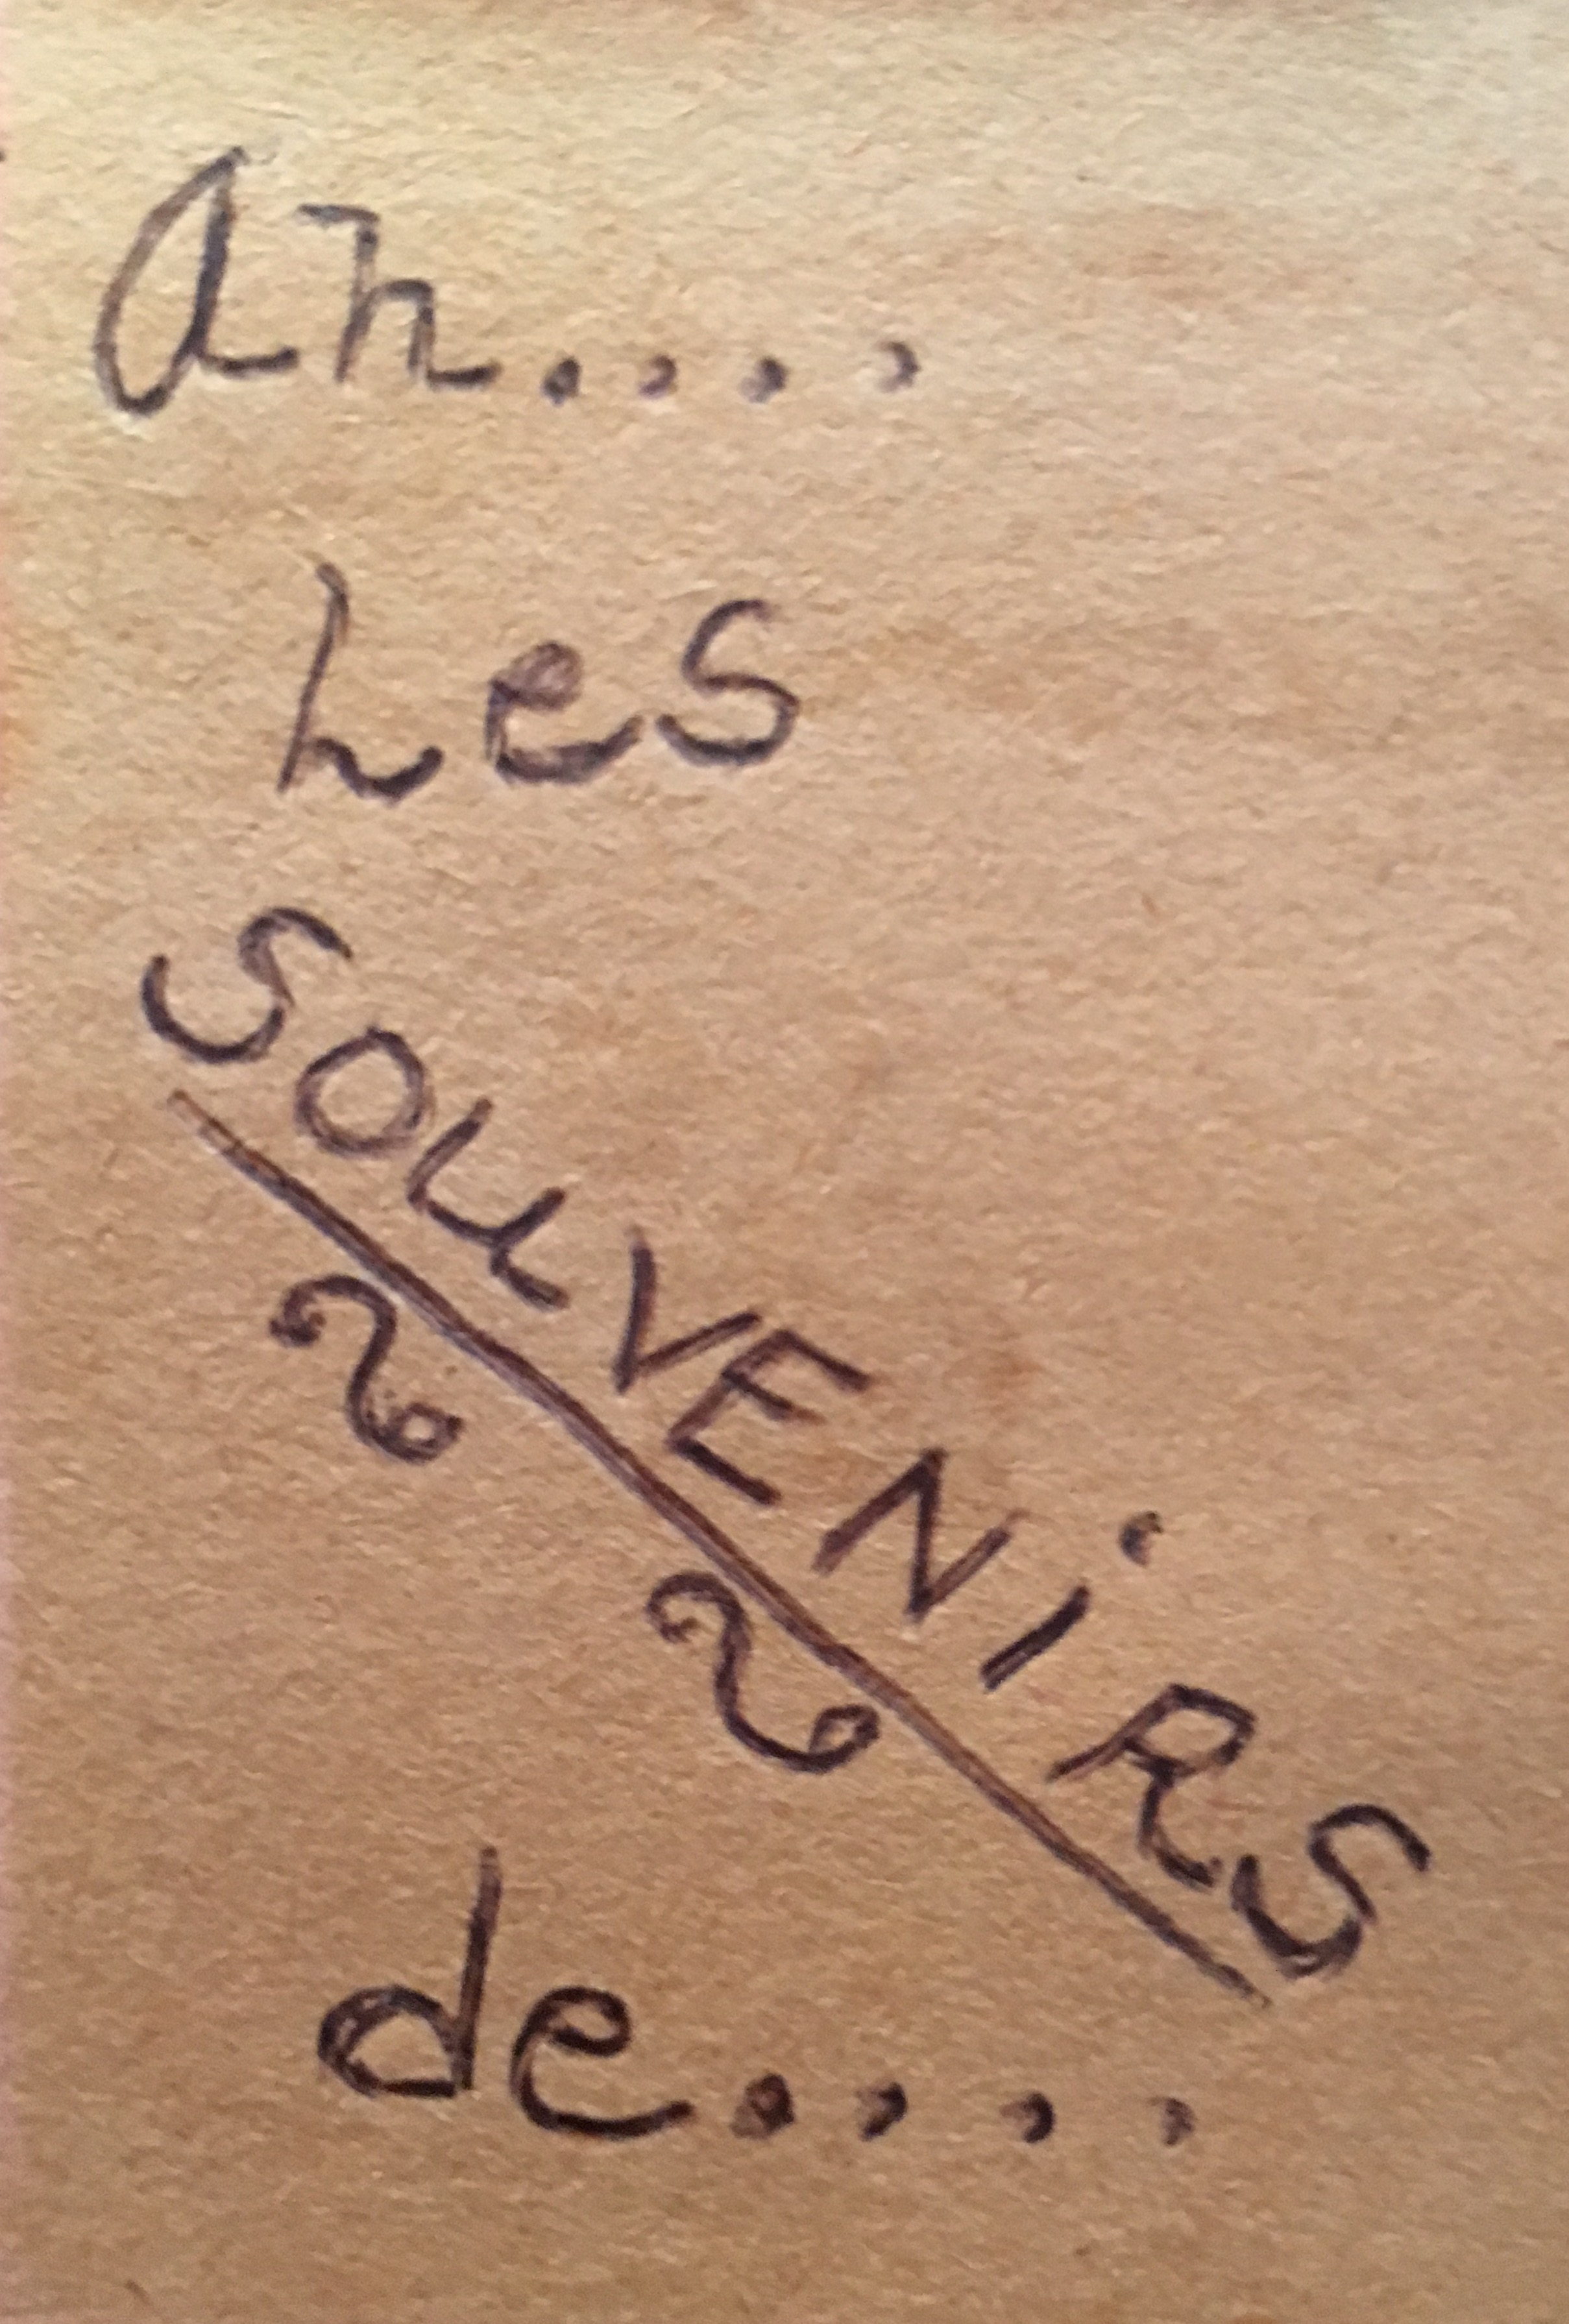 Ah....
Les
SOUVENiRS
de....